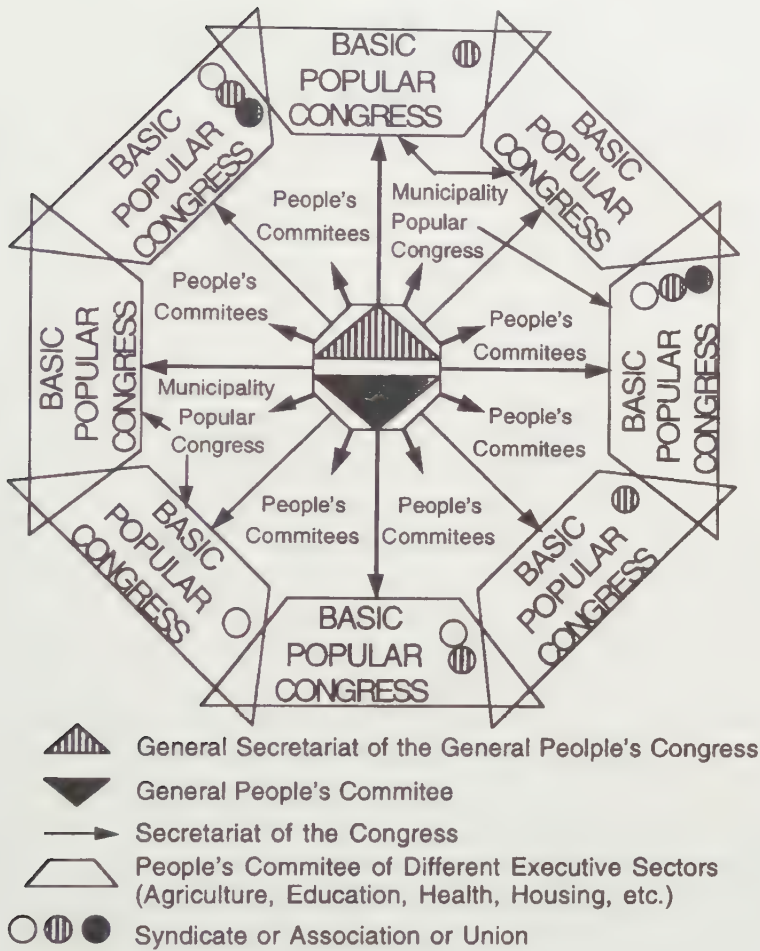 BASIC
POPULAR
CONGRESS
BASIC
POPULAR
CONGRESS
BASIC
POPULAR
CONGRESS
People's
Commitees
Municipality
Popular
Congress
People's
Commitees
BASIC
POPULAR
CONGRESS
People's
Commitees
BASIC
POPULAR
CONGRESS
Municipality
Popular
Congress
People's
Commitees
People's
Commitees
People's
Commitees
BASIC
POPULAR
CONGRESS
BASIC
POPULAR
CONGRESS
BASIC
POPULAR
CONGRESS
General Secretariat of the General Peolple's Congress
General People's Commitee
Secretariat of the Congress
People's Commitee of Different Executive Sectors
(Agriculture, Education, Health, Housing, etc.)
Syndicate or Association or Union